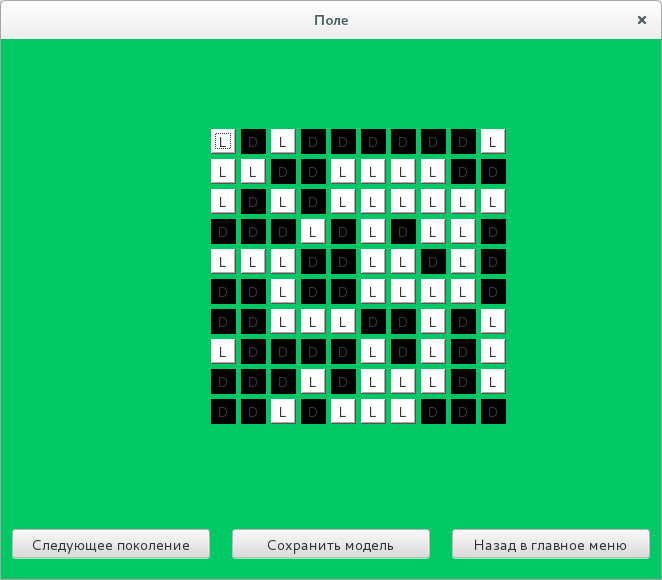 Поле
L D L D D D D D D L
L L D D L L L L D D
L D L D L L L L L L
D D D L D L D L L D
L L L D D L L D L D
D D L D D L L L L D
D D L L L D D L D L
L D D D D L D L D L
D D D L D L L L D L
D D L D L L L D D D
Следующее поколение Сохранить модель Назад в главное меню